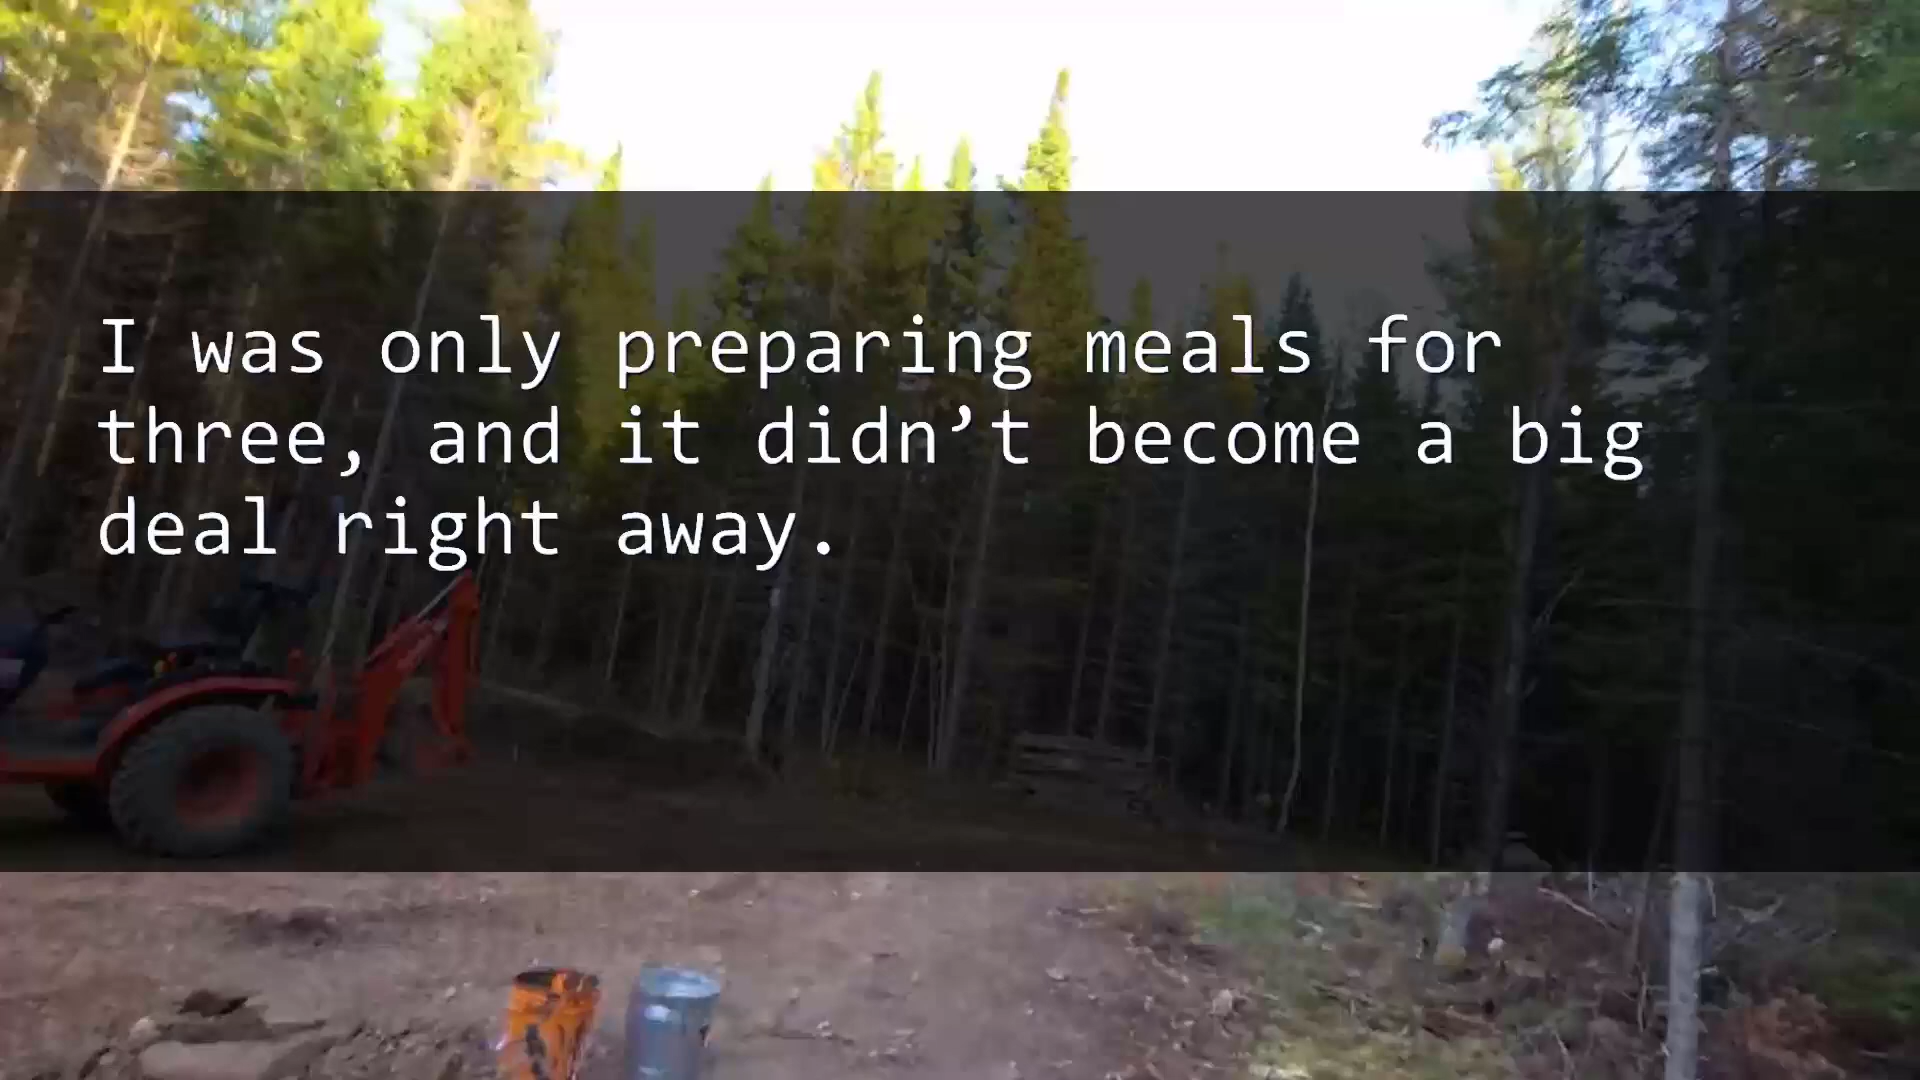 I was only preparing meals for
three, and it didn’t become a big
deal right away.